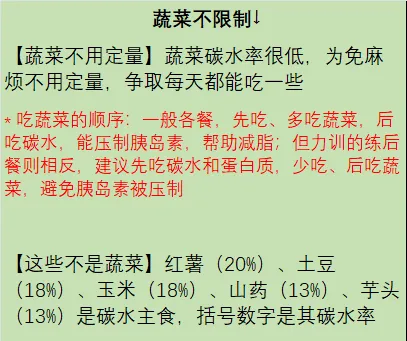 蔬菜不限制↓
【蔬菜不用定量】蔬菜碳水率很低，为免麻
烦不用定量，争取每天都能吃一些
* 吃蔬菜的顺序：一般各餐，先吃、多吃蔬菜，后
吃碳水，能压制胰岛素，帮助减脂；但力训的练后
餐则相反，建议先吃碳水和蛋白质，少吃、后吃蔬
菜，避免胰岛素被压制
【这些不是蔬菜】红薯（20%）、土豆
（18%）、玉米（18%）、山药（13%）、芋头
（13%）是碳水主食，括号数字是其碳水率